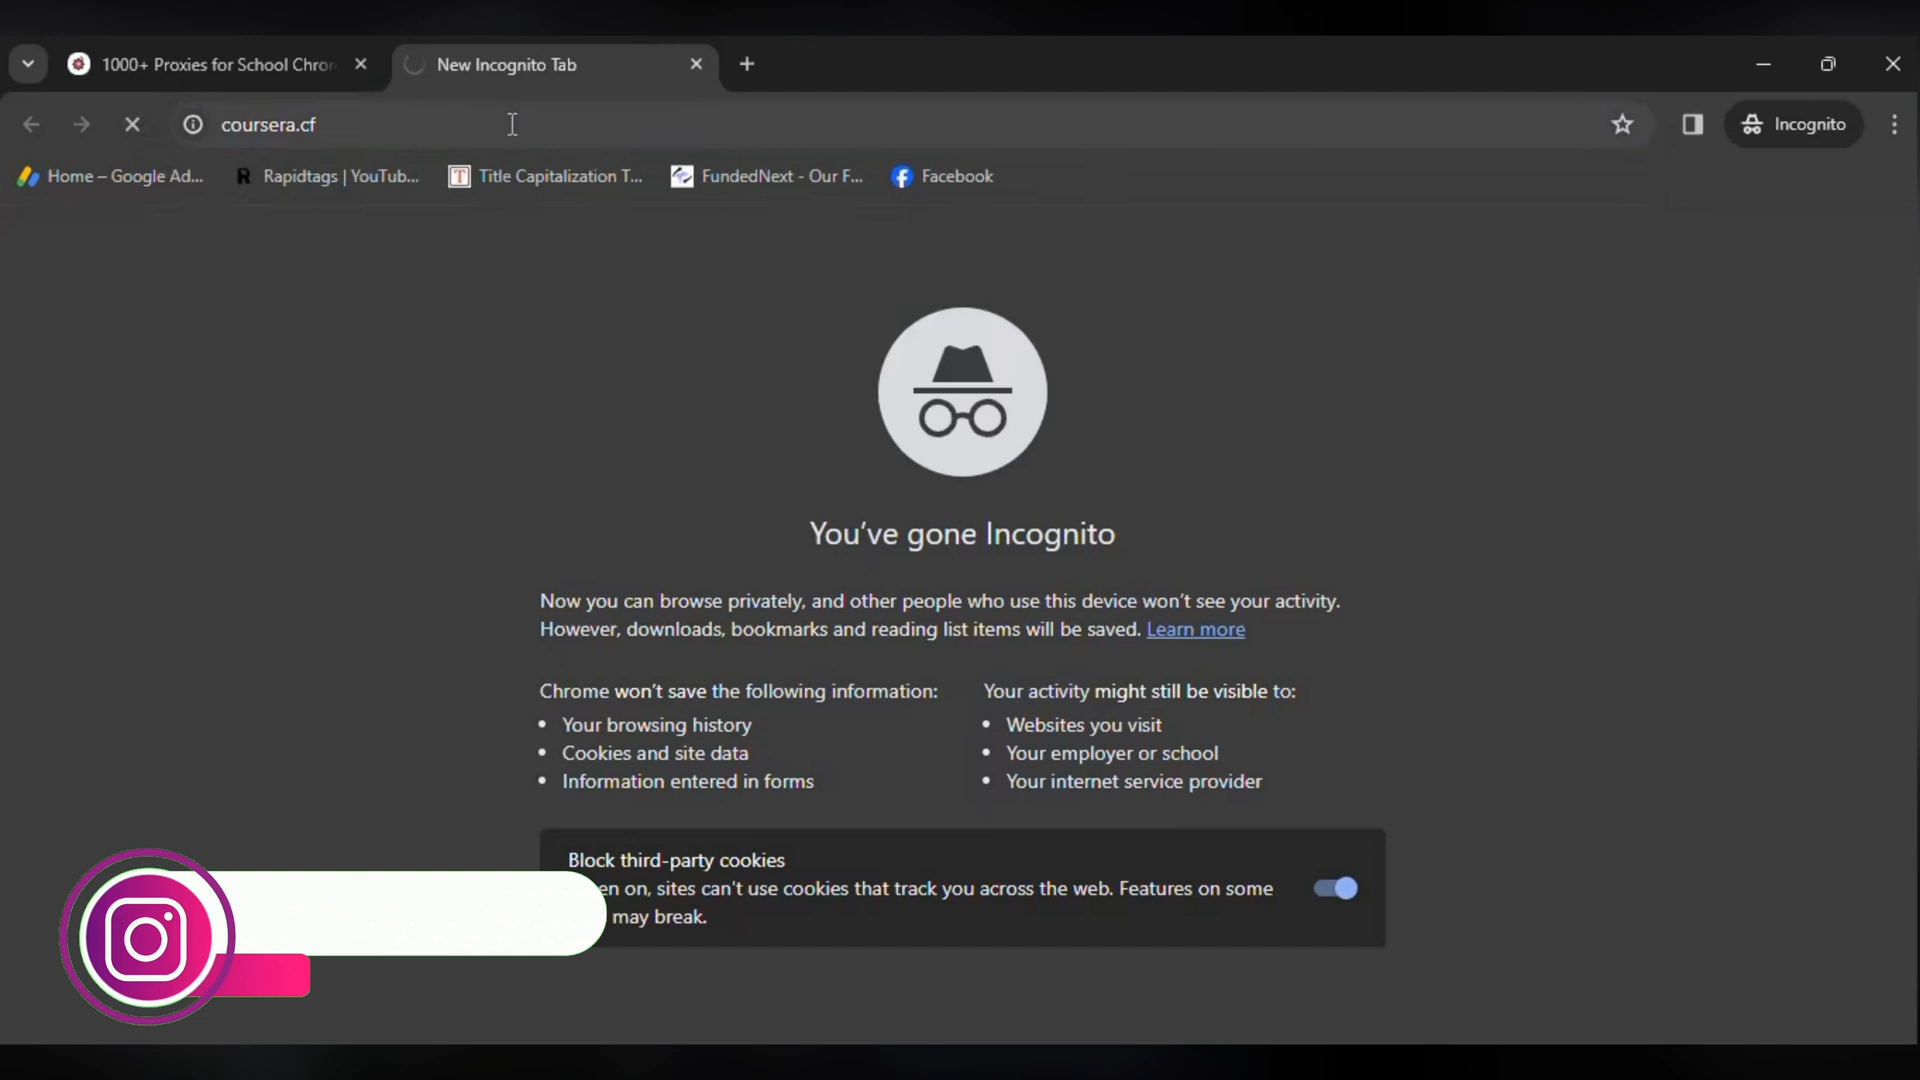 1000+ Proxies for School Chron
New Incognito Tab
coursera.cf
Incognito
Home – Google Ad...
Rapidtags | YouTub...
T
Title Capitalization T...
FundedNext - Our F...
Facebook
You've gone Incognito
Now you can browse privately, and other people who use this device won't see your activity.
However, downloads, bookmarks and reading list items will be saved. Learn more
Chrome won't save the following information:
• Your browsing history
• Cookies and site data
• Information entered in forms
Your activity might still be visible to:
• Websites you visit
• Your employer or school
• Your internet service provider
Block third-party cookies
en on, sites can't use cookies that track you across the web. Features on some
may break.